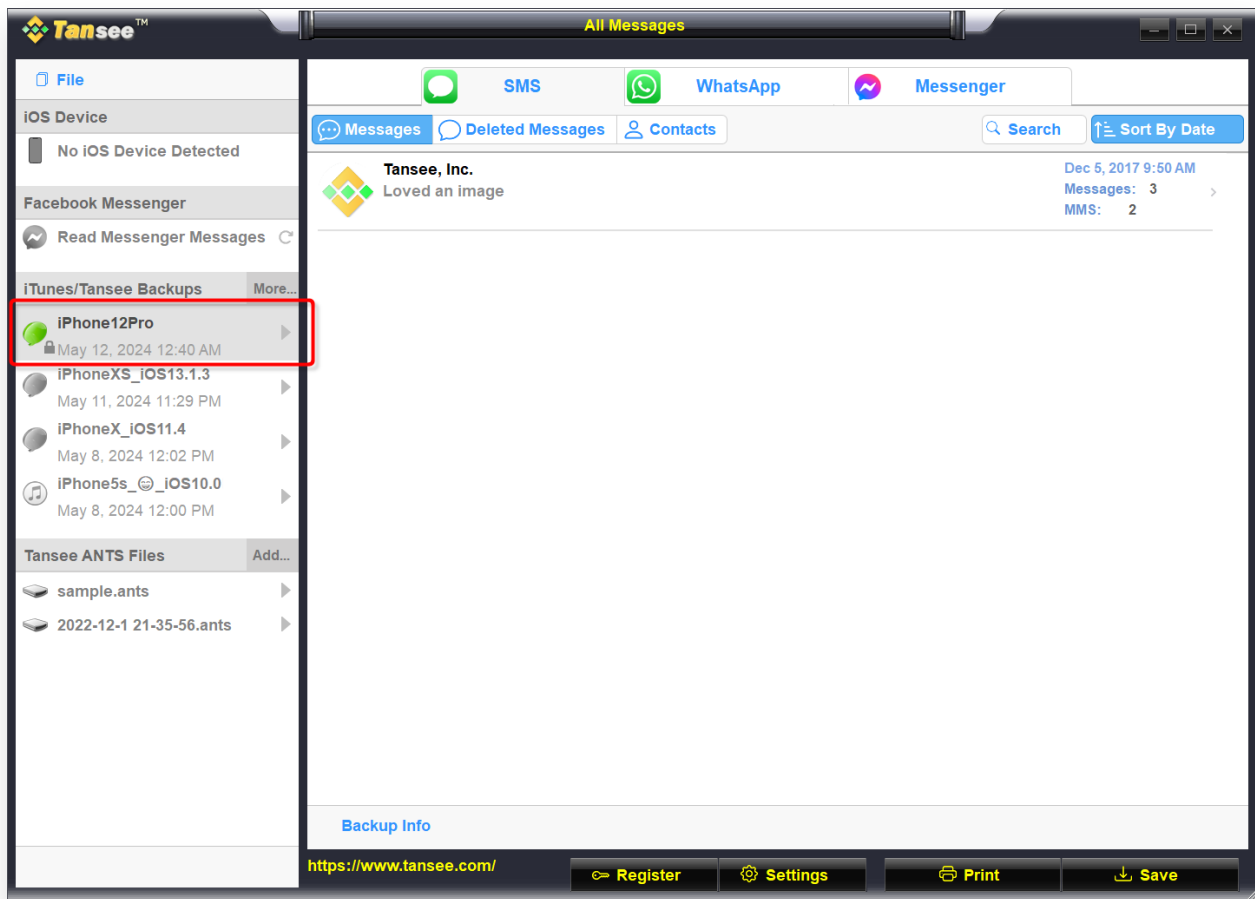 Tansee™
All Messages
File
iOS Device
No iOS Device Detected
Facebook Messenger
Read Messenger Messages
iTunes/Tansee Backups More...
iPhone12Pro
May 12, 2024 12:40 AM
iPhoneXS_iOS13.1.3
May 11, 2024 11:29 PM
iPhoneX_iOS11.4
May 8, 2024 12:02 PM
iPhone5s_😄_iOS10.0
May 8, 2024 12:00 PM
Tansee ANTS Files Add...
sample.ants
2022-12-1 21-35-56.ants
SMS WhatsApp Messenger
Messages Deleted Messages Contacts Search Sort By Date
Tansee, Inc. Dec 5, 2017 9:50 AM
Loved an image Messages: 3
MMS: 2
Backup Info
https://www.tansee.com/ Register Settings Print Save